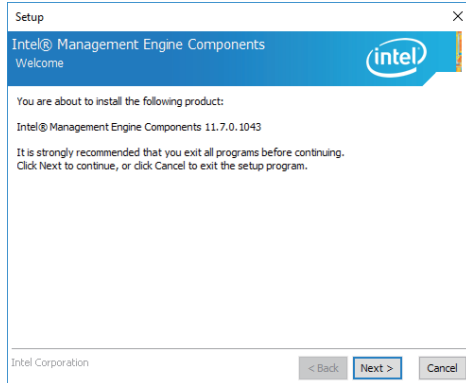 Setup
Intel® Management Engine Components
Welcome
intel
You are about to install the following product:
Intel® Management Engine Components 11.7.0.1043
It is strongly recommended that you exit all programs before continuing.
Click Next to continue, or click Cancel to exit the setup program.
Intel Corporation
< Back Next > Cancel